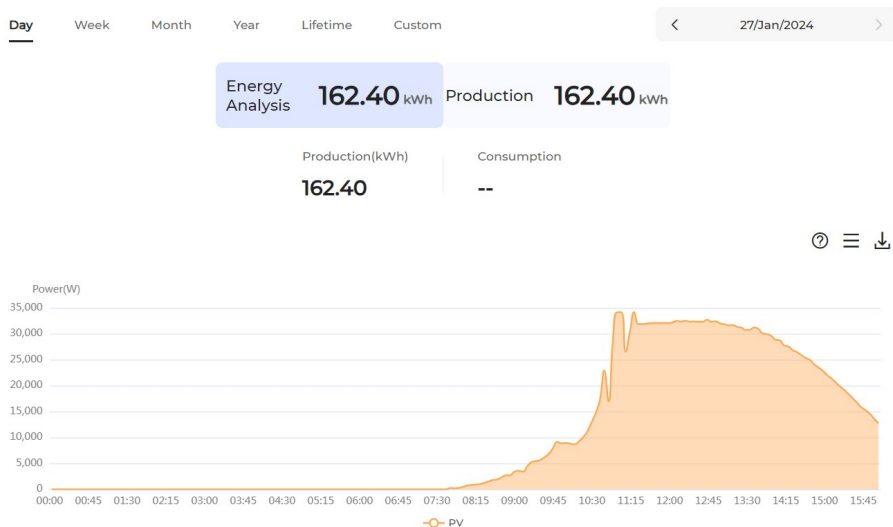 Day Week Month Year Lifetime Custom < 27/Jan/2024 >
Energy Analysis 162.40 kWh Production 162.40 kWh
Production(kWh) Consumption
162.40 --
Power(W)
35,000
30,000
25,000
20,000
15,000
10,000
5,000
0
00:00 00:45 01:30 02:15 03:00 03:45 04:30 05:15 06:00 06:45 07:30 08:15 09:00 09:45 10:30 11:15 12:00 12:45 13:30 14:15 15:00 15:45
PV